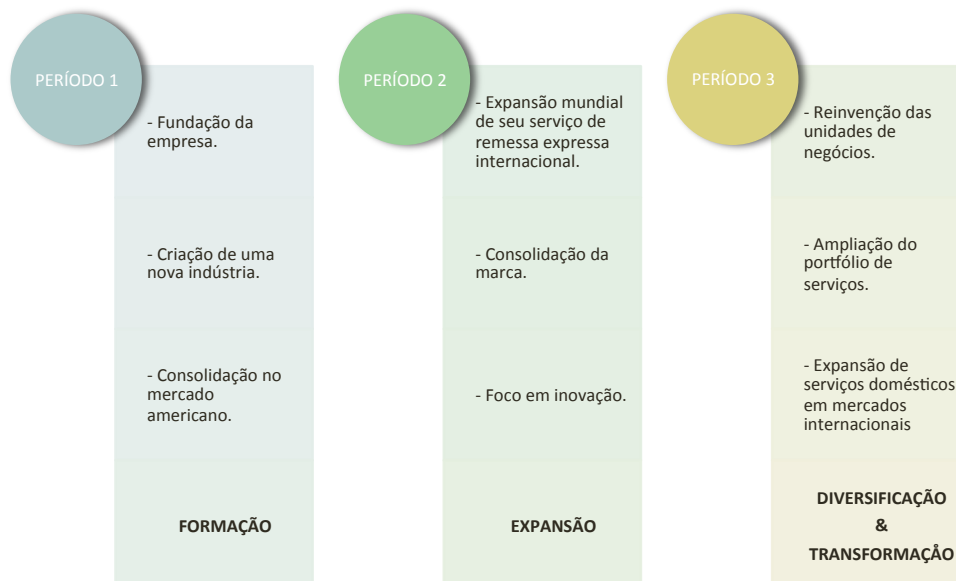 PERÍODO 1
- Fundação da
empresa.
- Criação de uma
nova indústria.
- Consolidação no
mercado
americano.
FORMAÇÃO
PERÍODO 2
- Expansão mundial
de seu serviço de
remessa expressa
internacional.
- Consolidação da
marca.
- Foco em inovação.
EXPANSÃO
PERÍODO 3
- Reinvenção das
unidades de
negócios.
- Ampliação do
portfólio de
serviços.
- Expansão de
serviços domésticos
em mercados
internacionais
DIVERSIFICAÇÃO
&
TRANSFORMAÇÅO